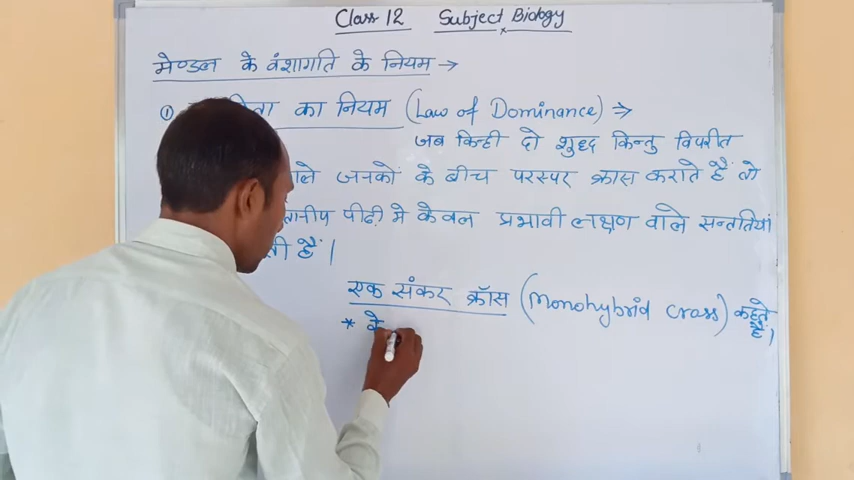 Class 12 Subject Biology
मेण्डल के वंशागति के नियम →
① का नियम (Law of Dominance) ⇒
जब किन्ही दो शुद्ध किन्तु विपरीत
जनकों के बीच परस्पर क्रास कराते हैं तो
पीढ़ी मे केवल प्रभावी लक्षण वाले सन्ततियां
हैं।
एक संकर क्रॉस (Monohybrid Cross) कहते हैं।
* वे